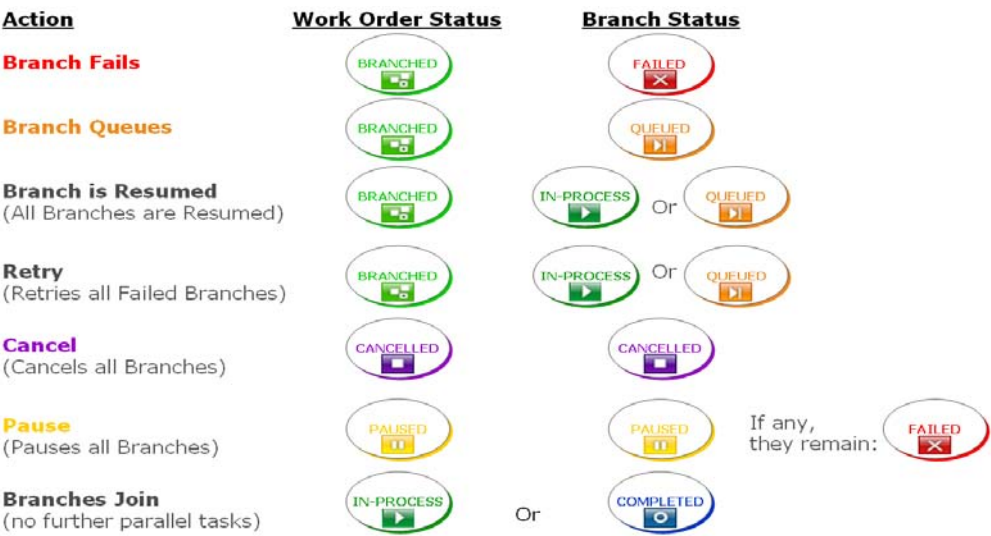 Action Work Order Status Branch Status
Branch Fails BRANCHED FAILED
Branch Queues BRANCHED QUEUED
Branch is Resumed
(All Branches are Resumed) BRANCHED IN-PROCESS Or QUEUED
Retry
(Retries all Failed Branches) BRANCHED IN-PROCESS Or QUEUED
Cancel
(Cancels all Branches) CANCELLED CANCELLED
Pause
(Pauses all Branches) PAUSED PAUSED If any,
they remain: FAILED
Branches Join
(no further parallel tasks) IN-PROCESS Or COMPLETED